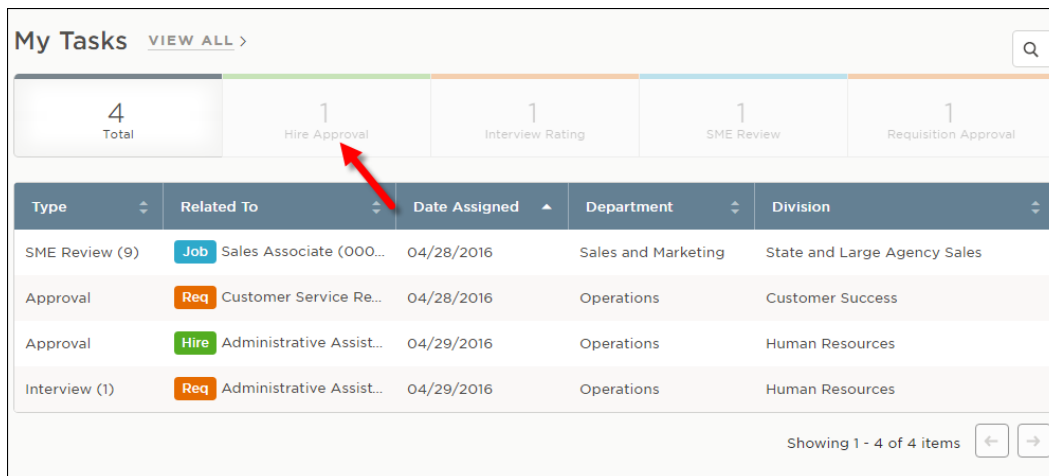 My Tasks VIEW ALL >
4 1 1 1 1
Total Hire Approval Interview Rating SME Review Requisition Approval
Type Related To Date Assigned Department Division
SME Review (9) Job Sales Associate (000... 04/28/2016 Sales and Marketing State and Large Agency Sales
Approval Req Customer Service Re... 04/28/2016 Operations Customer Success
Approval Hire Administrative Assist... 04/29/2016 Operations Human Resources
Interview (1) Req Administrative Assist... 04/29/2016 Operations Human Resources
Showing 1 - 4 of 4 items ← →